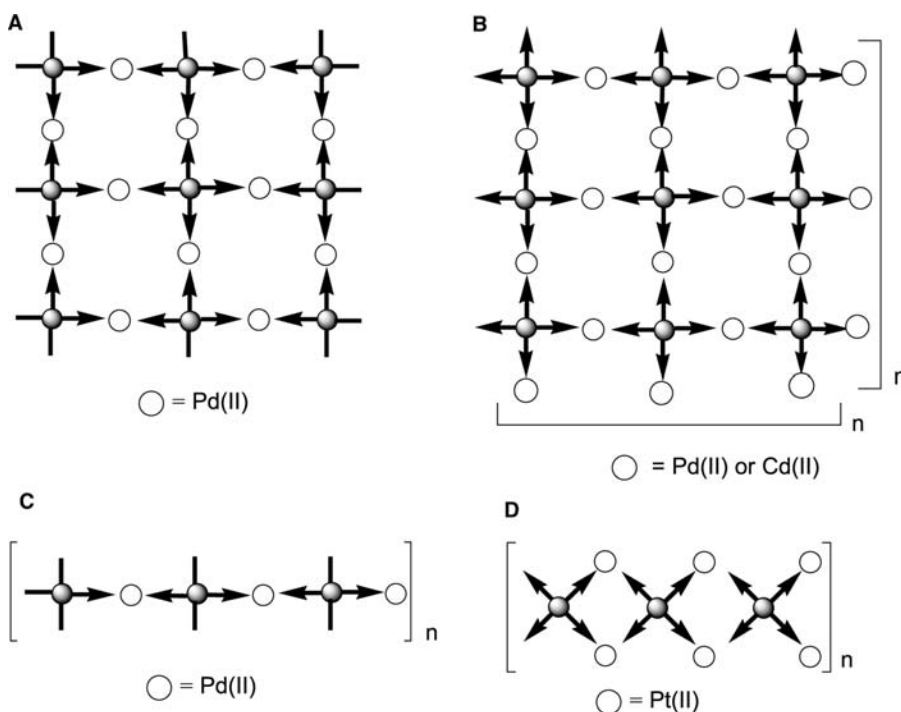 A
B
n
n
= Pd(II)
= Pd(II) or Cd(II)
C
D
n
n
= Pd(II)
= Pt(II)